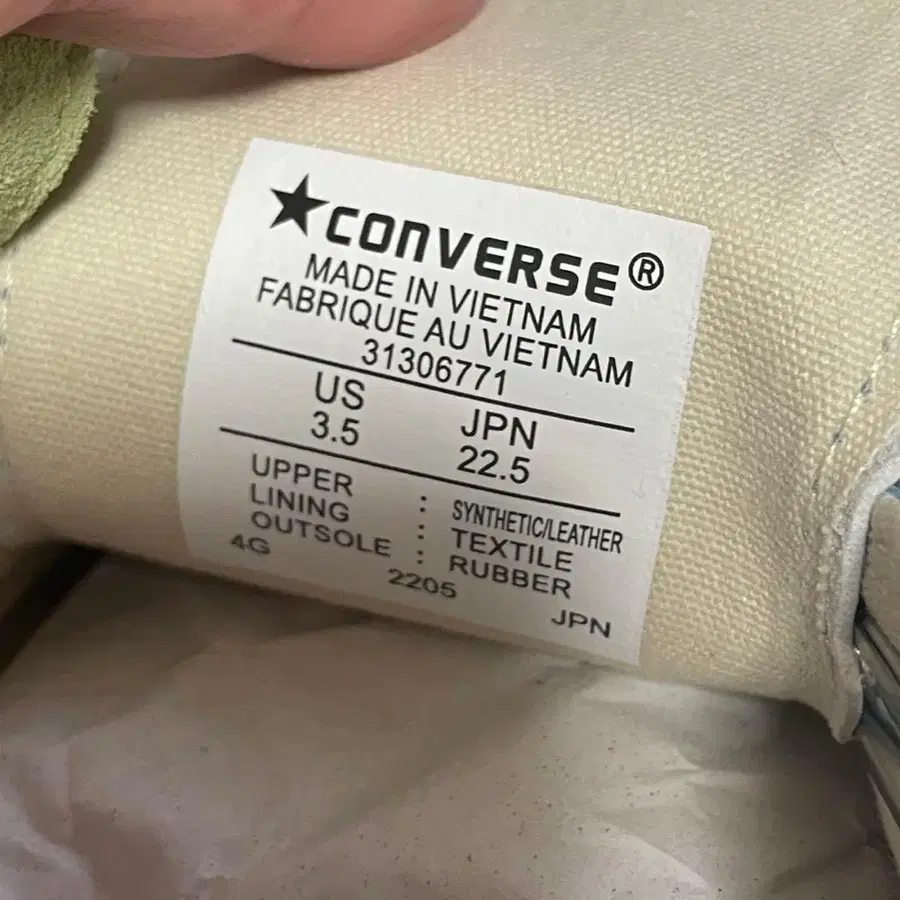 ★CONVERSE®
MADE IN VIETNAM
FABRIQUE AU VIETNAM
31306771
US JPN
3.5 22.5
UPPER : SYNTHETIC/LEATHER
LINING : TEXTILE
OUTSOLE : RUBBER
4G 2205 JPN